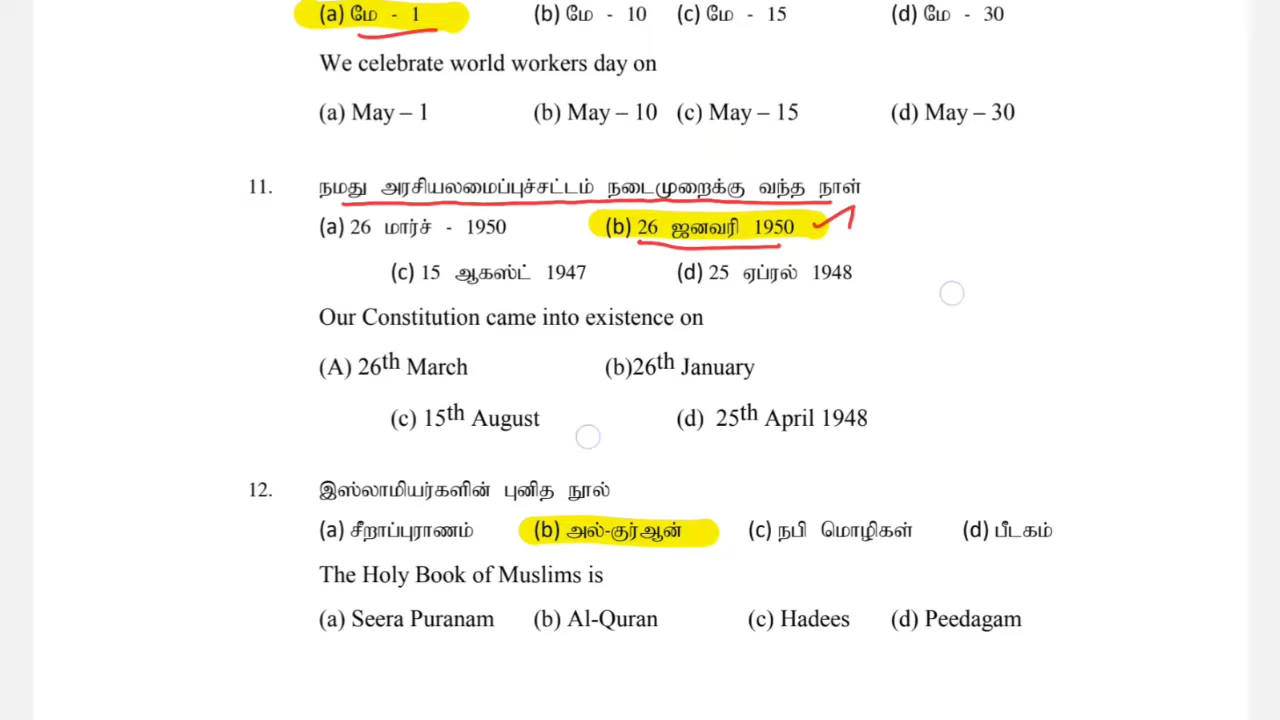 (a) மே - 1 (b) மே - 10 (c) மே - 15 (d) மே - 30
We celebrate world workers day on
(a) May – 1 (b) May – 10 (c) May – 15 (d) May – 30
11. நமது அரசியலமைப்புச்சட்டம் நடைமுறைக்கு வந்த நாள்
(a) 26 மார்ச் - 1950 (b) 26 ஜனவரி 1950
(c) 15 ஆகஸ்ட் 1947 (d) 25 ஏப்ரல் 1948
Our Constitution came into existence on
(A) 26th March (b)26th January
(c) 15th August (d) 25th April 1948
12. இஸ்லாமியர்களின் புனித நூல்
(a) சீறாப்புராணம் (b) அல்-குர்ஆன் (c) நபி மொழிகள் (d) பீடகம்
The Holy Book of Muslims is
(a) Seera Puranam (b) Al-Quran (c) Hadees (d) Peedagam